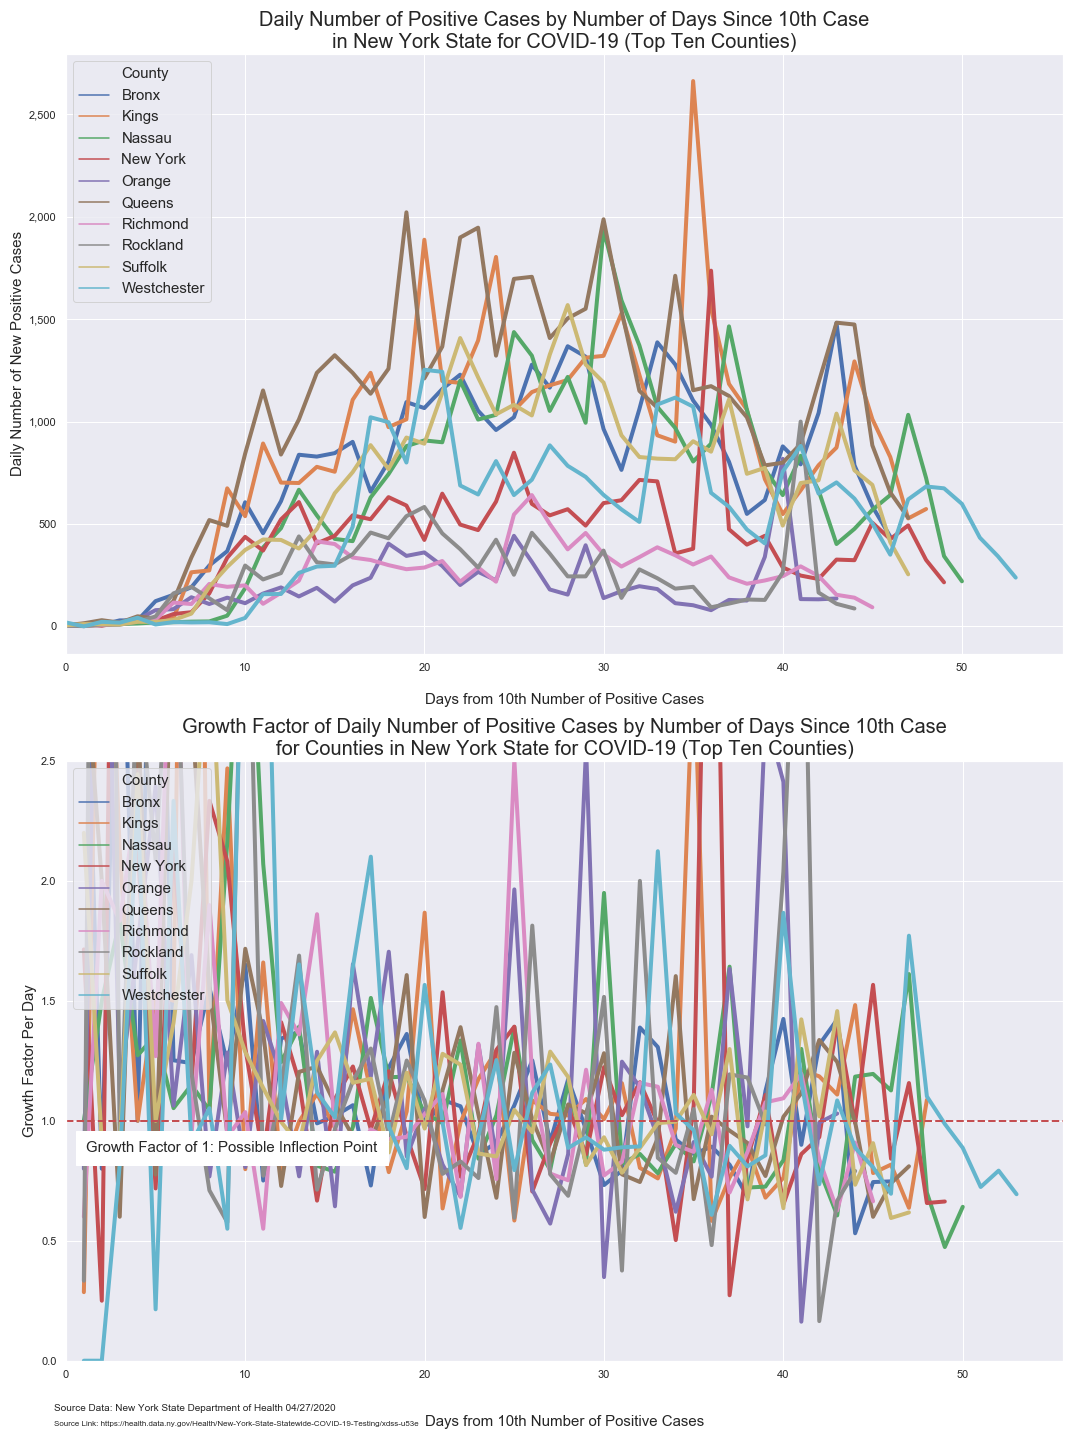 Daily Number of Positive Cases by Number of Days Since 10th Case
in New York State for COVID-19 (Top Ten Counties)
County
Bronx
Kings
Nassau
New York
Orange
Queens
Richmond
Rockland
Suffolk
Westchester
2,500
2,000
1,500
1,000
500
0
Daily Number of New Positive Cases
0 10 20 30 40 50
Days from 10th Number of Positive Cases
Growth Factor of Daily Number of Positive Cases by Number of Days Since 10th Case
for Counties in New York State for COVID-19 (Top Ten Counties)
County
Bronx
Kings
Nassau
New York
Orange
Queens
Richmond
Rockland
Suffolk
Westchester
2.5
2.0
1.5
1.0
0.5
0.0
Growth Factor Per Day
Growth Factor of 1: Possible Inflection Point
0 10 20 30 40 50
Source Data: New York State Department of Health 04/27/2020
Source Link: https://health.data.ny.gov/Health/New-York-State-Statewide-COVID-19-Testing/xdss-u53e
Days from 10th Number of Positive Cases